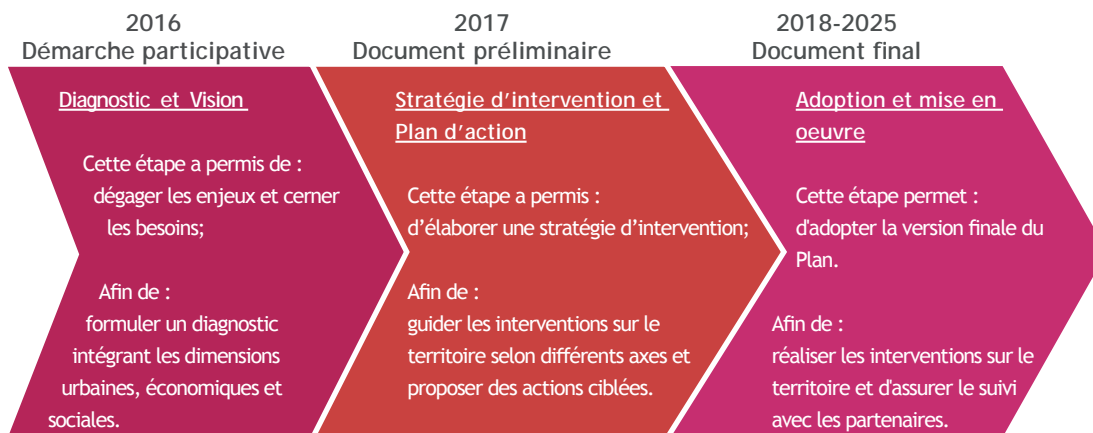 2016
Démarche participative
Diagnostic et Vision
Cette étape a permis de :
dégager les enjeux et cerner
les besoins;
Afin de :
formuler un diagnostic
intégrant les dimensions
urbaines, économiques et
sociales.
2017
Document préliminaire
Stratégie d'intervention et
Plan d'action
Cette étape a permis :
d'élaborer une stratégie d'intervention;
Afin de :
guider les interventions sur le
territoire selon différents axes et
proposer des actions ciblées.
2018-2025
Document final
Adoption et mise en
oeuvre
Cette étape permet :
d'adopter la version finale du
Plan.
Afin de :
réaliser les interventions sur le
territoire et d'assurer le suivi
avec les partenaires.